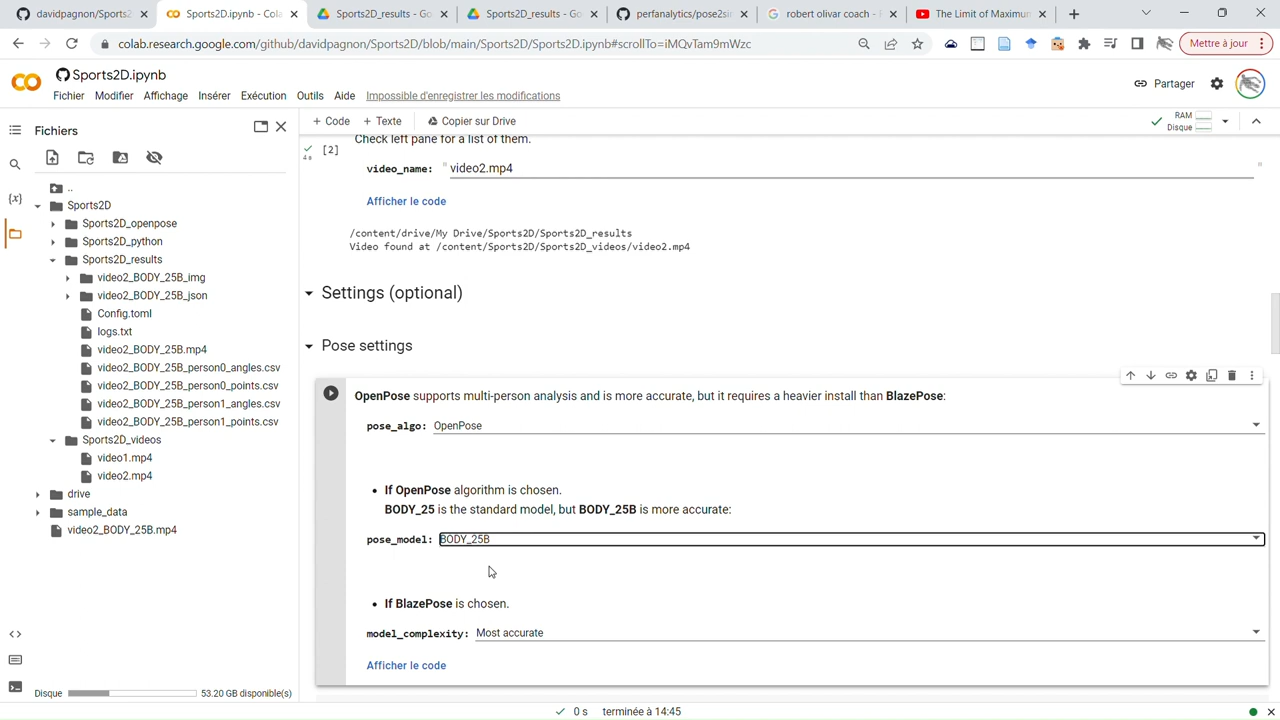 davidpagnon/Sports2
Sports2D.ipynb - Cola
Sports2D_results - Go
Sports2D_results - Go
perfanalytics/pose2sim
robert olivar coach -
The Limit of Maximum
colab.research.google.com/github/davidpagnon/Sports2D/blob/main/Sports2D/Sports2D.ipynb#scrollTo=iMQvTam9mWzc
Mettre à jour
Sports2D.ipynb
Fichier Modifier Affichage Insérer Exécution Outils Aide Impossible d'enregistrer les modifications
Partager
+ Code + Texte Copier sur Drive
RAM
Disque
Fichiers
..
Sports2D
Sports2D_openpose
Sports2D_python
Sports2D_results
video2_BODY_25B_img
video2_BODY_25B_json
Config.toml
logs.txt
video2_BODY_25B.mp4
video2_BODY_25B_person0_angles.csv
video2_BODY_25B_person0_points.csv
video2_BODY_25B_person1_angles.csv
video2_BODY_25B_person1_points.csv
Sports2D_videos
video1.mp4
video2.mp4
drive
sample_data
video2_BODY_25B.mp4
Disque 53.20 GB disponible(s)
Check left pane for a list of them.
[2]
4 s
video_name: " video2.mp4 "
Afficher le code
/content/drive/My Drive/Sports2D/Sports2D_results
Video found at /content/Sports2D/Sports2D_videos/video2.mp4
Settings (optional)
Pose settings
OpenPose supports multi-person analysis and is more accurate, but it requires a heavier install than BlazePose:
pose_algo: OpenPose
• If OpenPose algorithm is chosen.
BODY_25 is the standard model, but BODY_25B is more accurate:
pose_model: BODY_25B
• If BlazePose is chosen.
model_complexity: Most accurate
Afficher le code
0 s terminée à 14:45